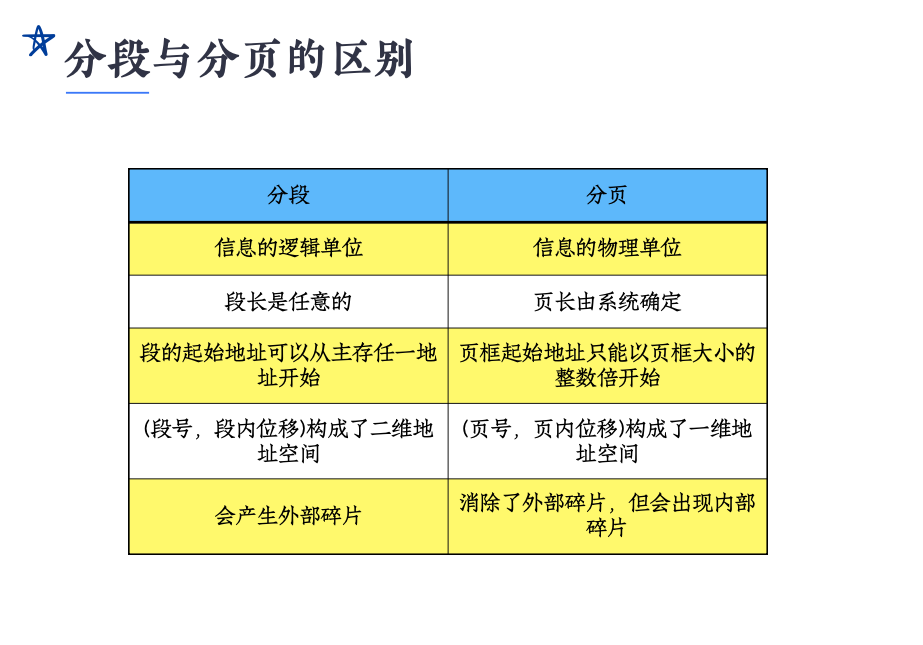 分段与分页的区别
分段
分页
信息的逻辑单位
信息的物理单位
段长是任意的
页长由系统确定
段的起始地址可以从主存任一地
址开始
页框起始地址只能以页框大小的
整数倍开始
(段号，段内位移)构成了二维地
址空间
(页号，页内位移)构成了一维地
址空间
会产生外部碎片
消除了外部碎片，但会出现内部
碎片